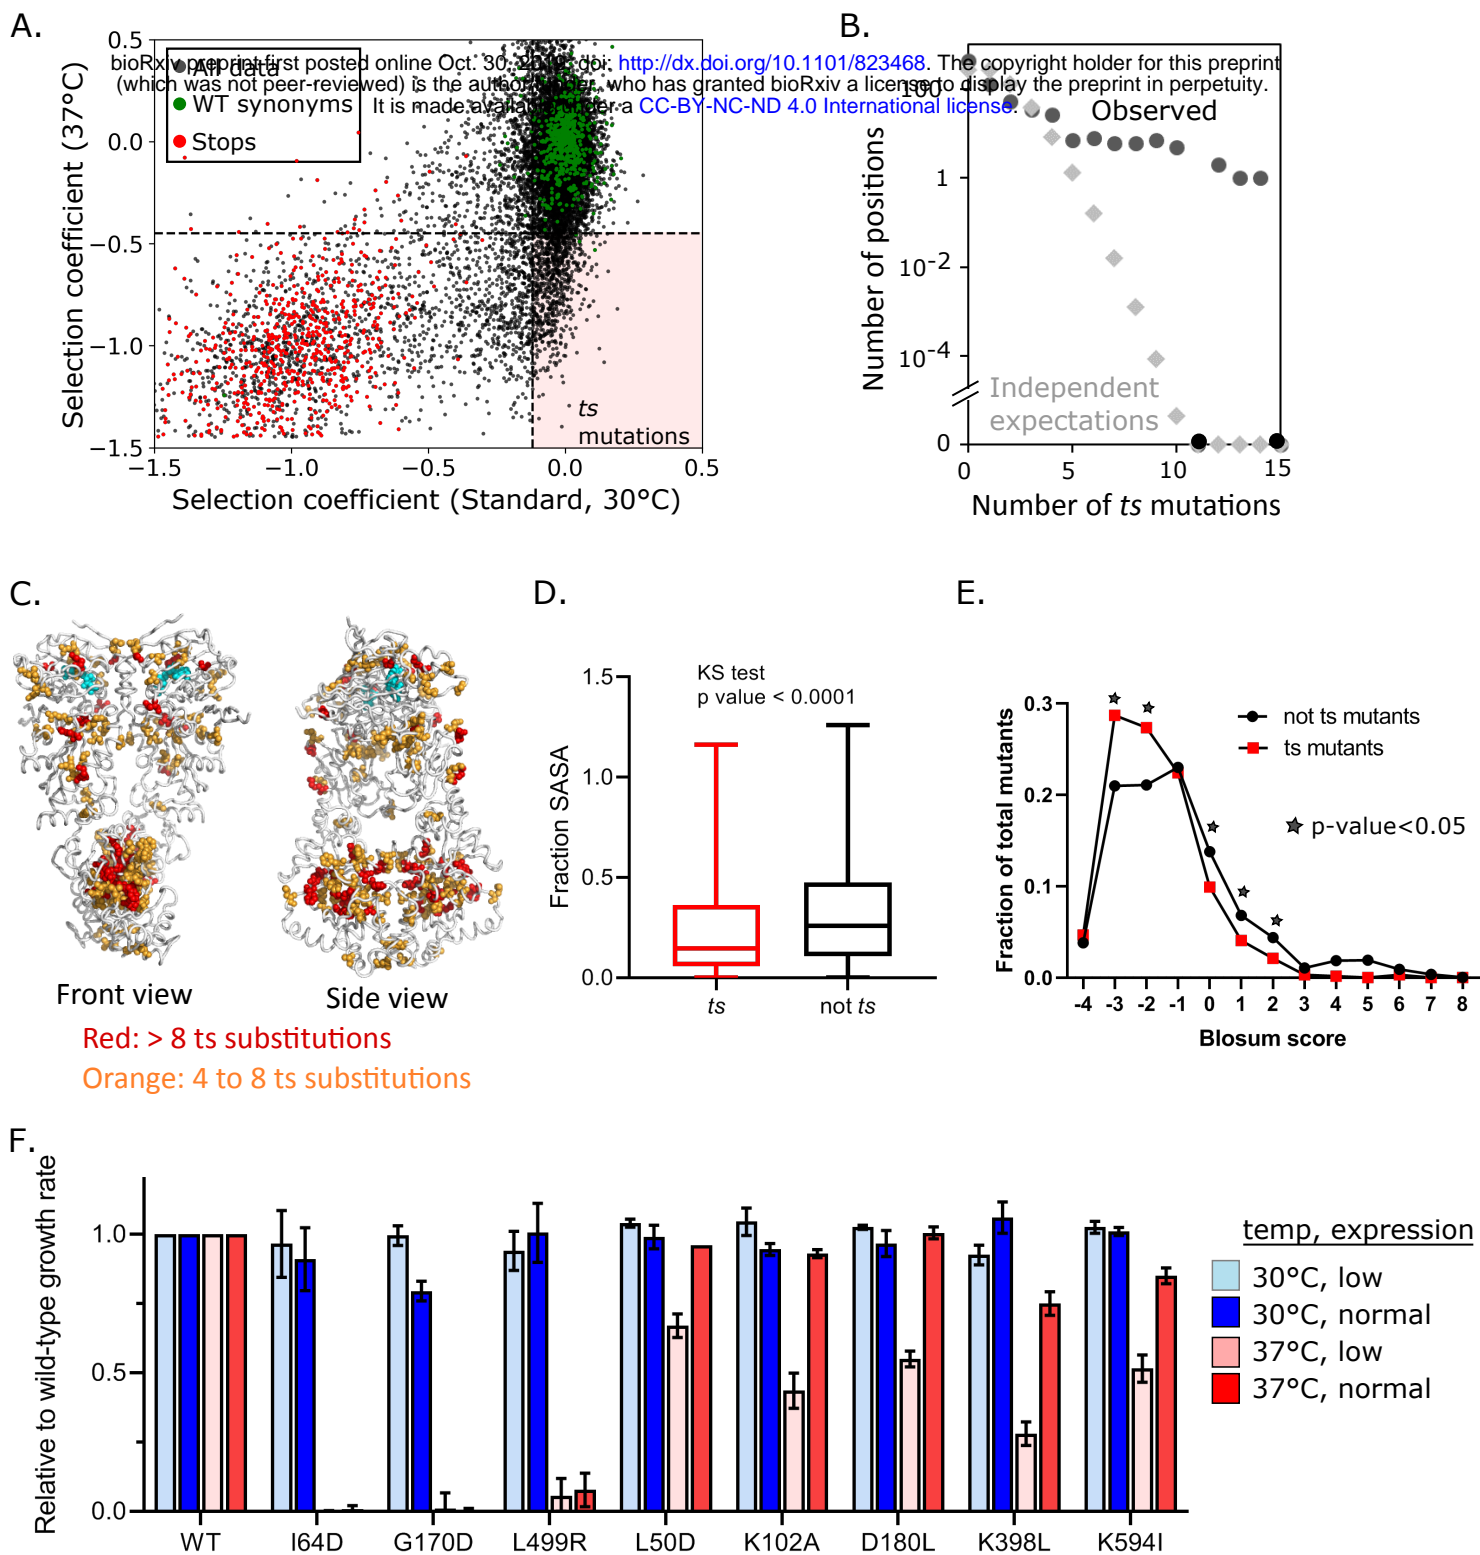 A.
B.
bioRxiv preprint first posted online Oct. 30, 2019; doi: http://dx.doi.org/10.1101/823468. The copyright holder for this preprint
(which was not peer-reviewed) is the author/funder, who has granted bioRxiv a license to display the preprint in perpetuity.
It is made available under a CC-BY-NC-ND 4.0 International license.
Selection coefficient (37°C)
0.5
0.0
−0.5
−1.0
−1.5
All data
WT synonyms
Stops
ts
mutations
−1.5
−1.0
−0.5
0.0
0.5
Selection coefficient (Standard, 30°C)
Number of positions
100
1
10-2
10-4
0
Observed
Independent
expectations
0
5
10
15
Number of ts mutations
C.
Front view
Side view
Red: > 8 ts substitutions
Orange: 4 to 8 ts substitutions
D.
KS test
p value < 0.0001
Fraction SASA
1.5
1.0
0.5
0.0
ts
not ts
E.
Fraction of total mutants
0.3
0.2
0.1
0.0
not ts mutants
ts mutants
p-value<0.05
-4 -3 -2 -1 0 1 2 3 4 5 6 7 8
Blosum score
F.
Relative to wild-type growth rate
1.0
0.5
0.0
WT I64D G170D L499R L50D K102A D180L K398L K594I
temp, expression
30°C, low
30°C, normal
37°C, low
37°C, normal